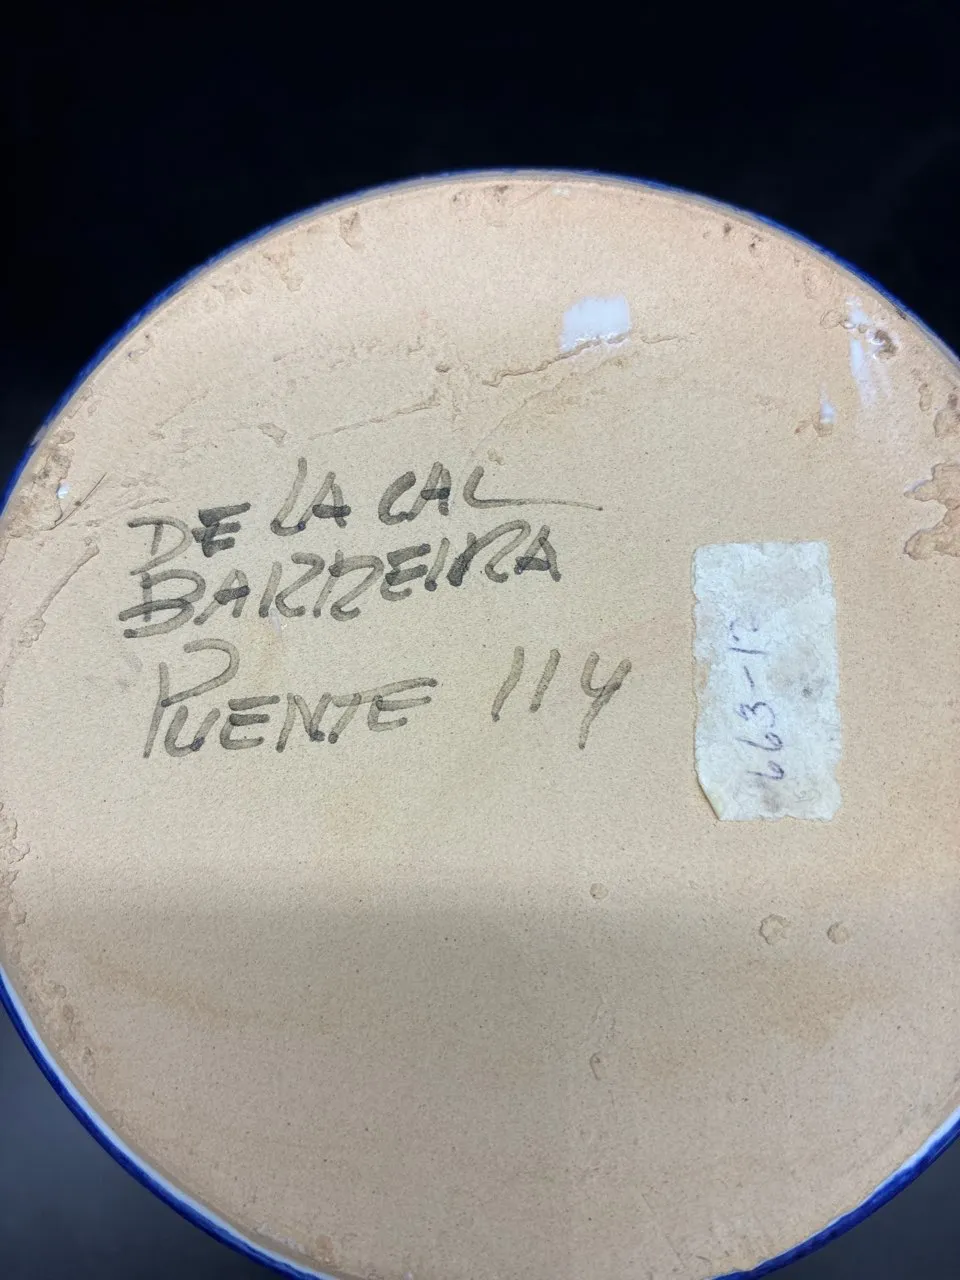 DE LA CAL
BARREIRA
PUENTE 114
663-12